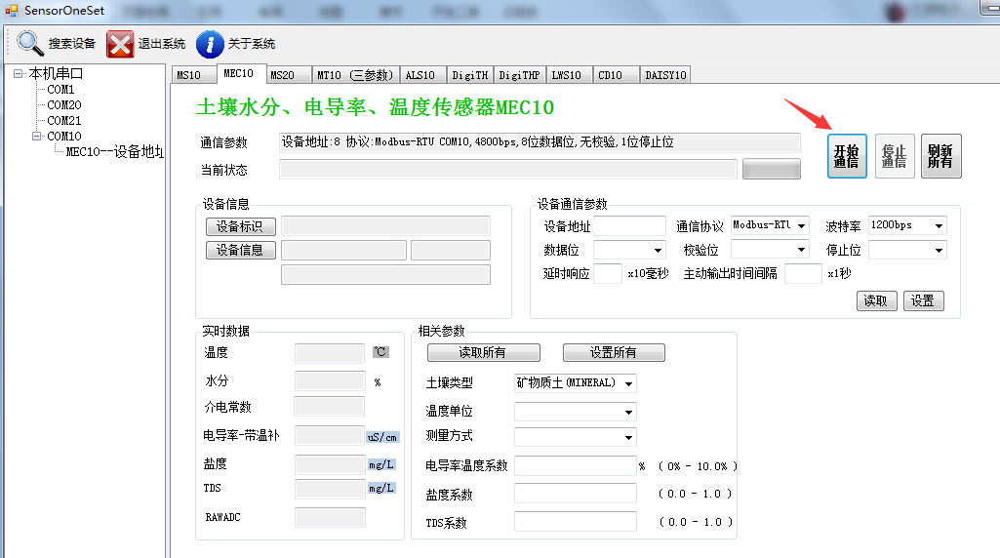 SensorOneSet
搜索设备 退出系统 关于系统
本机串口
COM1
COM20
COM21
COM10
MEC10--设备地址
MS10 MEC10 MS20 MT10 (三参数) ALS10 DigiTH DigiTHP LWS10 CD10 DAISY10
土壤水分、电导率、温度传感器MEC10
通信参数 设备地址:8 协议:Modbus-RTU COM10,4800bps,8位数据位,无校验,1位停止位
当前状态
开始通信 停止通信 刷新所有
设备信息
设备标识
设备信息
设备通信参数
设备地址 通信协议 Modbus-RTU 波特率 1200bps
数据位 校验位 停止位
延时响应 x10毫秒 主动输出时间间隔 x1秒
读取 设置
实时数据
温度 ℃
水分 %
介电常数
电导率-带温补 uS/cm
盐度 mg/L
TDS mg/L
RAWADC
相关参数
读取所有 设置所有
土壤类型 矿物质土(MINERAL)
温度单位
测量方式
电导率温度系数 % ( 0% - 10.0% )
盐度系数 ( 0.0 - 1.0 )
TDS系数 ( 0.0 - 1.0 )